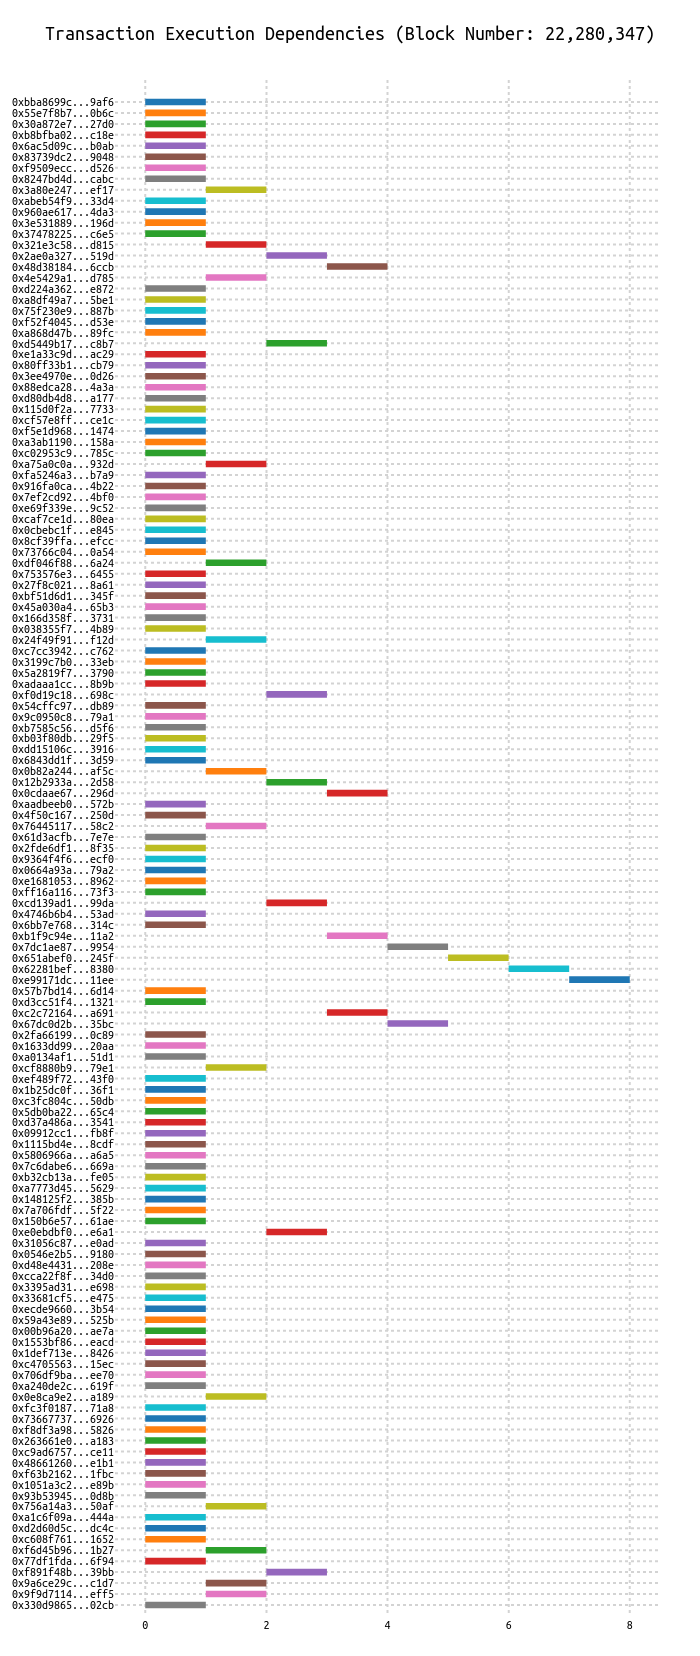 Transaction Execution Dependencies (Block Number: 22,280,347)
0xbba8699c...9af6
0x55e7f8b7...0b6c
0x30a872e7...27d0
0xb8bfba02...c18e
0x6ac5d09c...b0ab
0x83739dc2...9048
0xf9509ecc...d526
0x8247bd4d...cabc
0x3a80e247...ef17
0xabeb54f9...33d4
0x960ae617...4da3
0x3e531889...196d
0x37478225...c6e5
0x321e3c58...d815
0x2ae0a327...519d
0x48d38184...6ccb
0x4e5429a1...d785
0xd224a362...e872
0xa8df49a7...5be1
0x75f230e9...887b
0xf52f4045...d53e
0xa868d47b...89fc
0xd5449b17...c8b7
0xe1a33c9d...ac29
0x80ff33b1...cb79
0x3ee4970e...0d26
0x88edca28...4a3a
0xd80db4d8...a177
0x115d0f2a...7733
0xcf57e8ff...ce1c
0xf5e1d968...1474
0xa3ab1190...158a
0xc02953c9...785c
0xa75a0c0a...932d
0xfa5246a3...b7a9
0x916fa0ca...4b22
0x7ef2cd92...4bf0
0xe69f339e...9c52
0xcaf7ce1d...80ea
0x0cbebc1f...e845
0x8cf39ffa...efcc
0x73766c04...0a54
0xdf046f88...6a24
0x753576e3...6455
0x27f8c021...8a61
0xbf51d6d1...345f
0x45a030a4...65b3
0x166d358f...3731
0x038355f7...4b89
0x24f49f91...f12d
0xc7cc3942...c762
0x3199c7b0...33eb
0x5a2819f7...3790
0xadaaa1cc...8b9b
0xf0d19c18...698c
0x54cffc97...db89
0x9c0950c8...79a1
0xb7585c56...d5f6
0xb03f80db...29f5
0xdd15106c...3916
0x6843dd1f...3d59
0x0b82a244...af5c
0x12b2933a...2d58
0x0cdaae67...296d
0xaadbeeb0...572b
0x4f50c167...250d
0x76445117...58c2
0x61d3acfb...7e7e
0x2fde6df1...8f35
0x9364f4f6...ecf0
0x0664a93a...79a2
0xe1681053...8962
0xff16a116...73f3
0xcd139ad1...99da
0x4746b6b4...53ad
0x6bb7e768...314c
0xb1f9c94e...11a2
0x7dc1ae87...9954
0x651abef0...245f
0x62281bef...8380
0xe99171dc...11ee
0x57b7bd14...6d14
0xd3cc51f4...1321
0xc2c72164...a691
0x67dc0d2b...35bc
0x2fa66199...0c89
0x1633dd99...20aa
0xa0134af1...51d1
0xcf8880b9...79e1
0xef489f72...43f0
0x1b25dc0f...36f1
0xc3fc804c...50db
0x5db0ba22...65c4
0xd37a486a...3541
0x09912cc1...fb8f
0x1115bd4e...8cdf
0x5806966a...a6a5
0x7c6dabe6...669a
0xb32cb13a...fe05
0xa7773d45...5629
0x148125f2...385b
0x7a706fdf...5f22
0x150b6e57...61ae
0xe0ebdbf0...e6a1
0x31056c87...e0ad
0x0546e2b5...9180
0xd48e4431...208e
0xcca22f8f...34d0
0x3395ad31...e698
0x33681cf5...e475
0xecde9660...3b54
0x59a43e89...525b
0x00b96a20...ae7a
0x1553bf86...eacd
0x1def713e...8426
0xc4705563...15ec
0x706df9ba...ee70
0xa240de2c...619f
0x0e8ca9e2...a189
0xfc3f0187...71a8
0x73667737...6926
0xf8df3a98...5826
0x263661e0...a183
0xc9ad6757...ce11
0x48661260...e1b1
0xf63b2162...1fbc
0x1051a3c2...e89b
0x93b53945...0d8b
0x756a14a3...50af
0xa1c6f09a...444a
0xd2d60d5c...dc4c
0xc608f761...1652
0xf6d45b96...1b27
0x77df1fda...6f94
0xf891f48b...39bb
0x9a6ce29c...c1d7
0x9f9d7114...eff5
0x330d9865...02cb
0 2 4 6 8